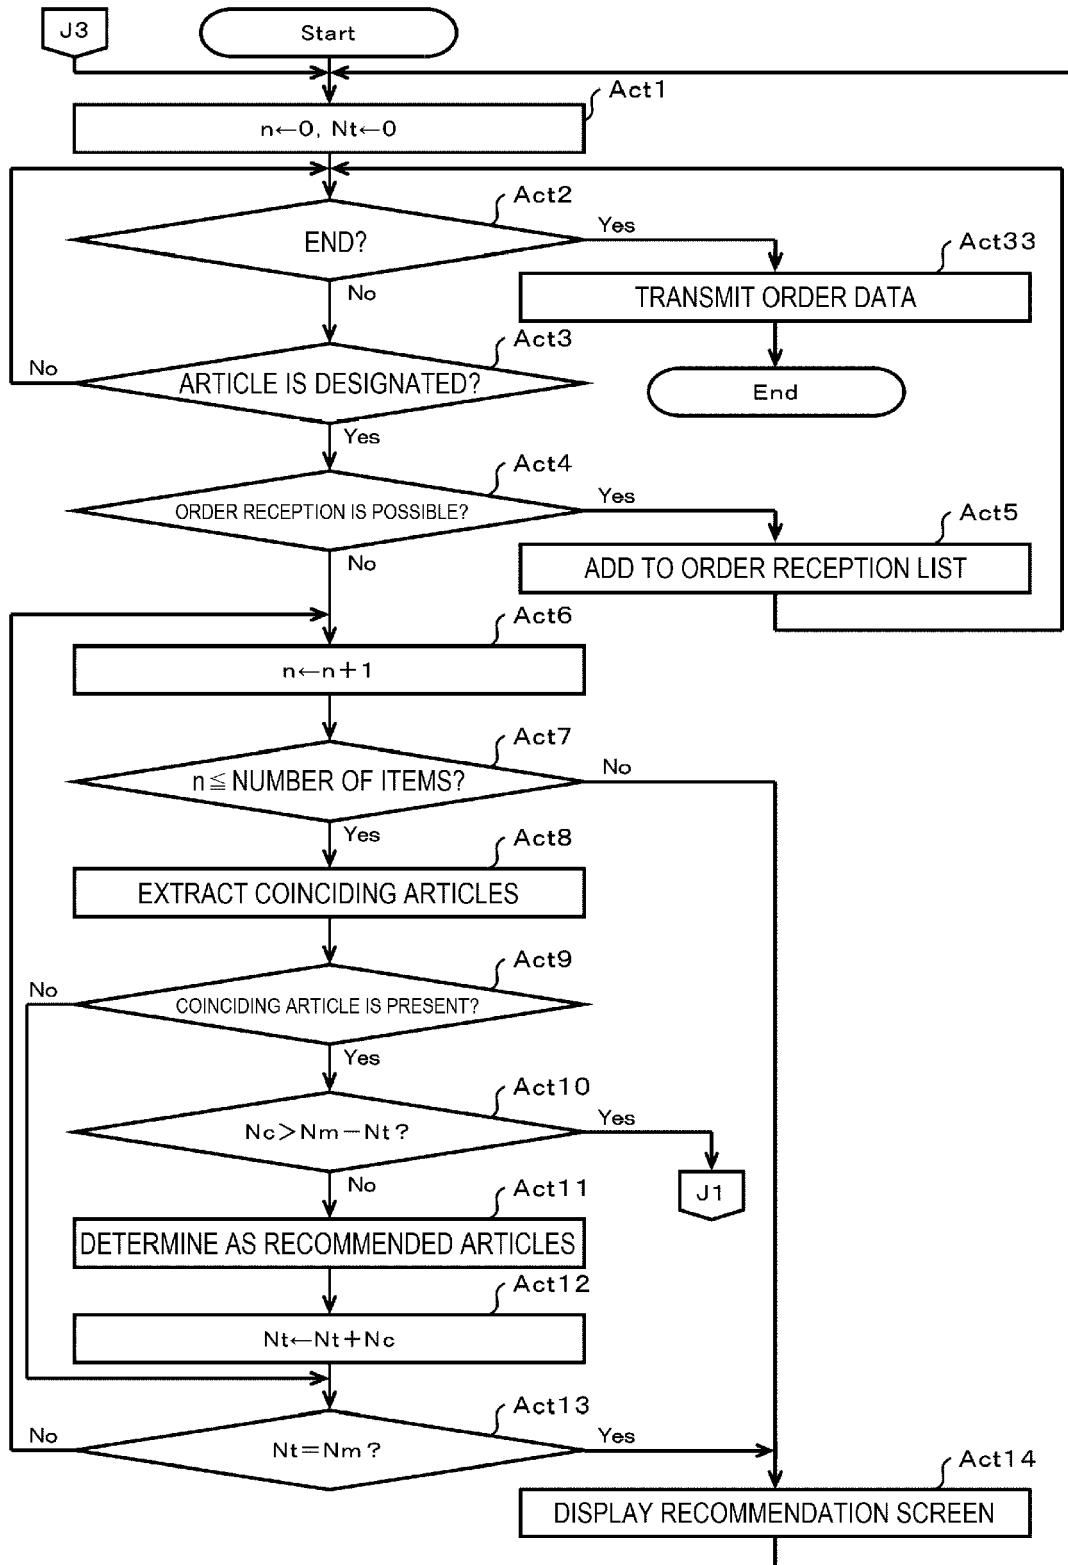 J3
Start
Act1
n←0, Nt←0
Act2
END?
Yes
No
Act33
TRANSMIT ORDER DATA
End
Act3
ARTICLE IS DESIGNATED?
No
Yes
Act4
ORDER RECEPTION IS POSSIBLE?
Yes
No
Act5
ADD TO ORDER RECEPTION LIST
Act6
n←n+1
Act7
n≦NUMBER OF ITEMS?
No
Yes
Act8
EXTRACT COINCIDING ARTICLES
Act9
COINCIDING ARTICLE IS PRESENT?
No
Yes
Act10
Nc>Nm-Nt?
Yes
No
J1
Act11
DETERMINE AS RECOMMENDED ARTICLES
Act12
Nt←Nt+Nc
Act13
Nt=Nm?
No
Yes
Act14
DISPLAY RECOMMENDATION SCREEN